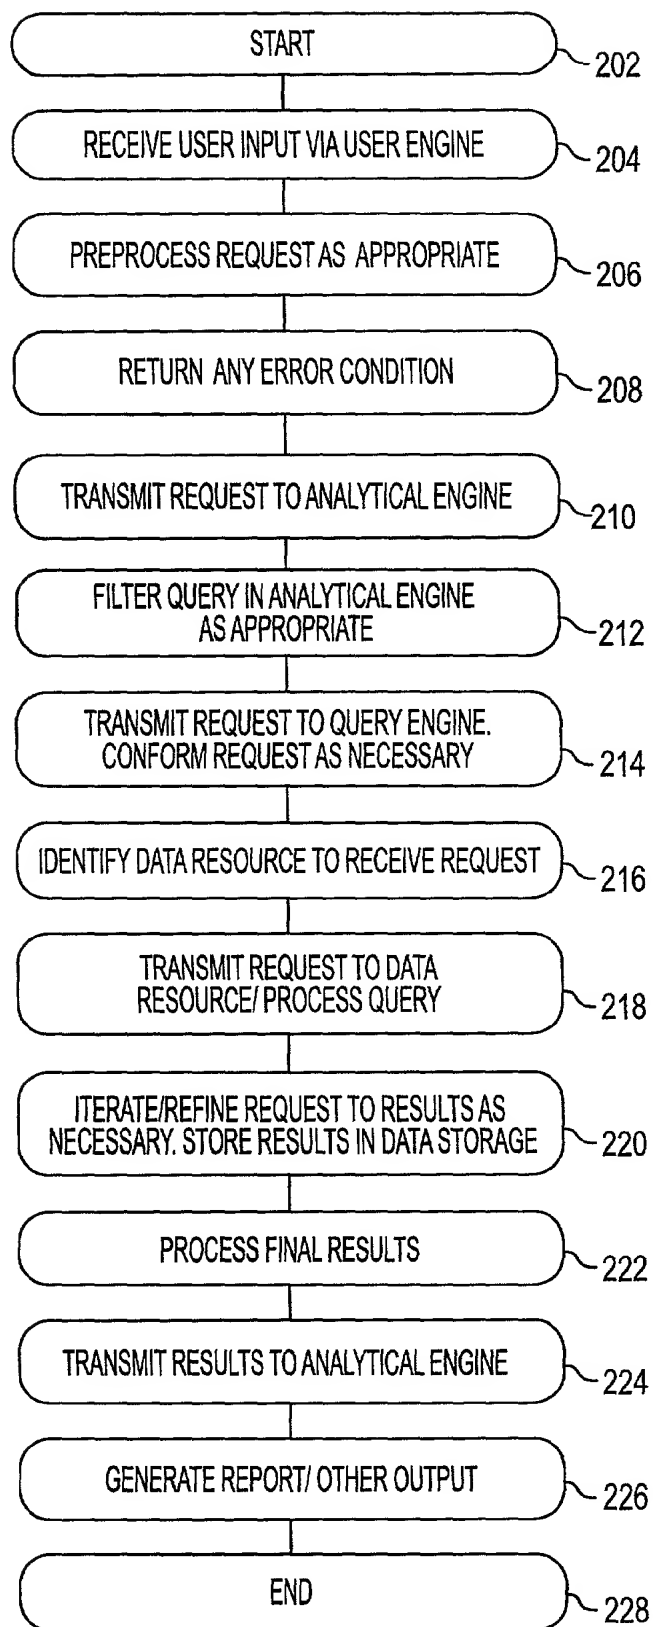 START
202
RECEIVE USER INPUT VIA USER ENGINE
204
PREPROCESS REQUEST AS APPROPRIATE
206
RETURN ANY ERROR CONDITION
208
TRANSMIT REQUEST TO ANALYTICAL ENGINE
210
FILTER QUERY IN ANALYTICAL ENGINE
AS APPROPRIATE
212
TRANSMIT REQUEST TO QUERY ENGINE.
CONFORM REQUEST AS NECESSARY
214
IDENTIFY DATA RESOURCE TO RECEIVE REQUEST
216
TRANSMIT REQUEST TO DATA
RESOURCE/ PROCESS QUERY
218
ITERATE/REFINE REQUEST TO RESULTS AS
NECESSARY. STORE RESULTS IN DATA STORAGE
220
PROCESS FINAL RESULTS
222
TRANSMIT RESULTS TO ANALYTICAL ENGINE
224
GENERATE REPORT/ OTHER OUTPUT
226
END
228